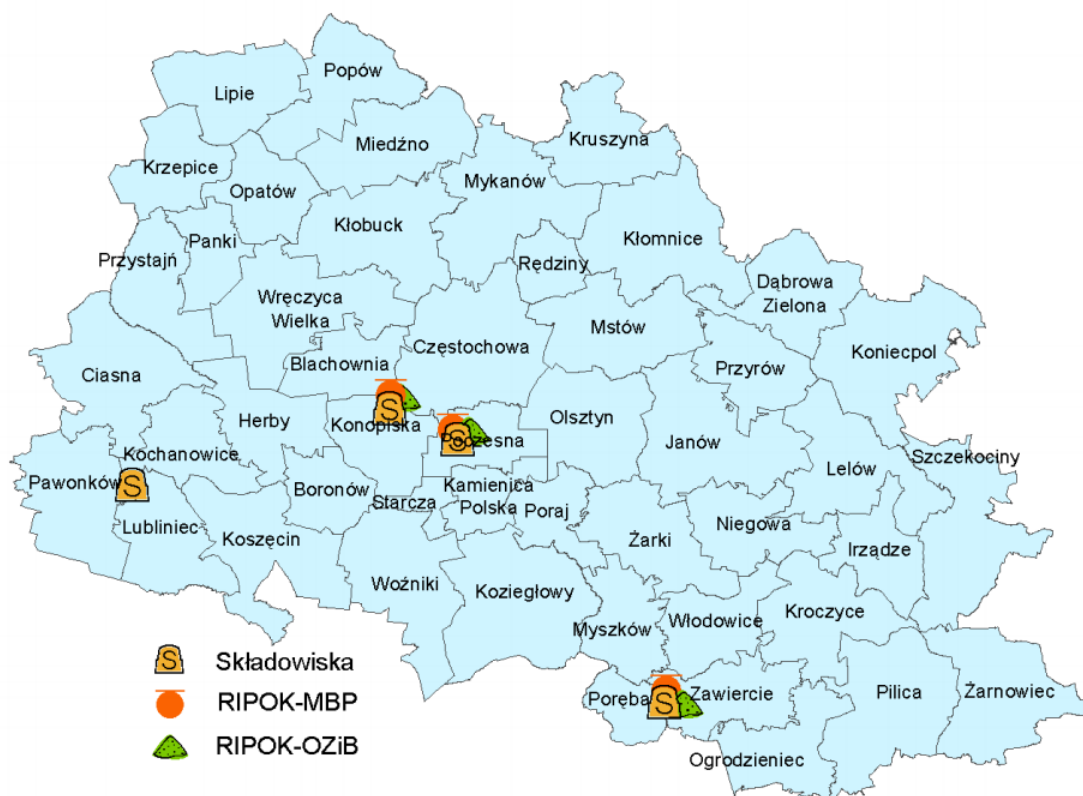 Popów
Lipie
Kruszyna
Miedźno
Krzepice
Mykanów
Opatów
Kłobuck
Kłomnice
Panki
Przystajń
Rędziny
Dąbrowa
Zielona
Wręczyca
Wielka
Mstów
Częstochowa
Koniecpol
Blachownia
Przyrów
Ciasna
Olsztyn
Herby
Konopiska
S
Poczesna
S
Janów
Kochanowice
Szczekociny
Lelów
Pawonków
S
Boronów
Kamienica
Polska
Starcza
Poraj
Lubliniec
Koszęcin
Niegowa
Żarki
Irządze
Woźniki
Koziegłowy
Kroczyce
Włodowice
Myszków
S Składowiska
Poręba
S
Zawiercie
Pilica
Żarnowiec
RIPOK-MBP
RIPOK-OZiB
Ogrodzieniec